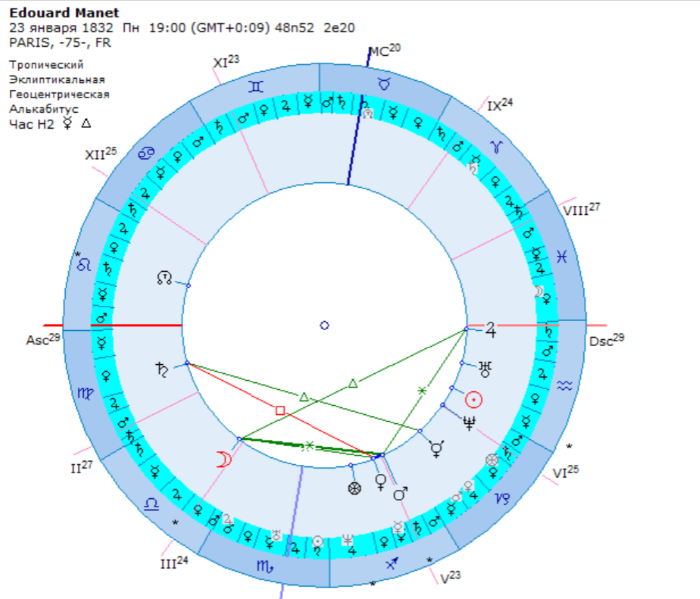 Edouard Manet
23 января 1832 Пн 19:00 (GMT+0:09) 48n52 2e20
PARIS, -75-, FR
Тропический
Эклиптикальная
Геоцентрическая
Алькабитус
Час H2 ☿ △
MC20
XI23
IX24
XII25
VIII27
Asc29
Dsc29
II27
VI25
III24
V23